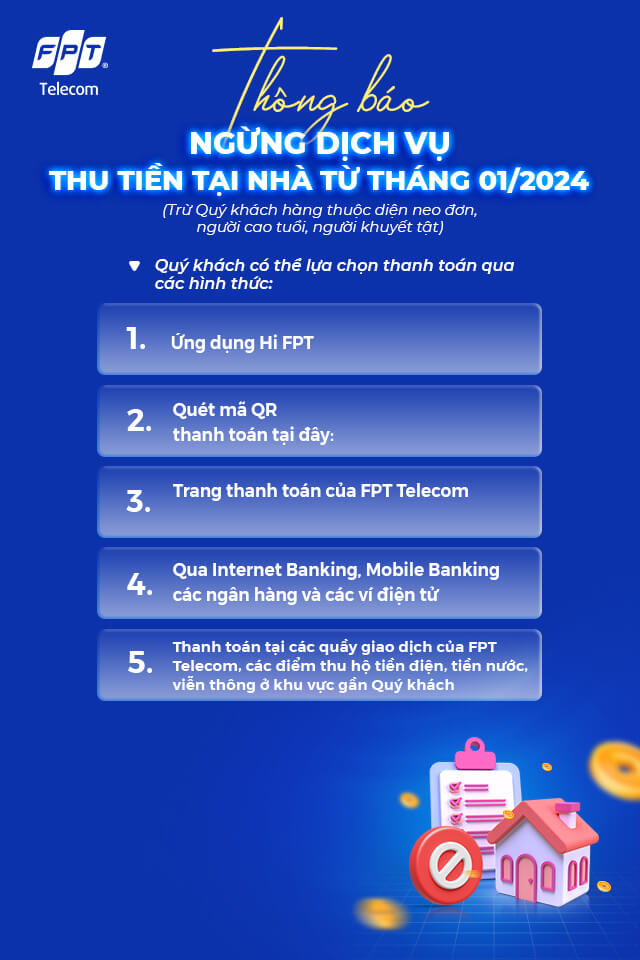 FPT
Telecom
Thông báo
NGỪNG DỊCH VỤ
THU TIỀN TẠI NHÀ TỪ THÁNG 01/2024
(Trừ Quý khách hàng thuộc diện neo đơn,
người cao tuổi, người khuyết tật)
Quý khách có thể lựa chọn thanh toán qua
các hình thức:
1. Ứng dụng Hi FPT
2. Quét mã QR
thanh toán tại đây:
3. Trang thanh toán của FPT Telecom
4. Qua Internet Banking, Mobile Banking
các ngân hàng và các ví điện tử
5. Thanh toán tại các quầy giao dịch của FPT
Telecom, các điểm thu hộ tiền điện, tiền nước,
viễn thông ở khu vực gần Quý khách